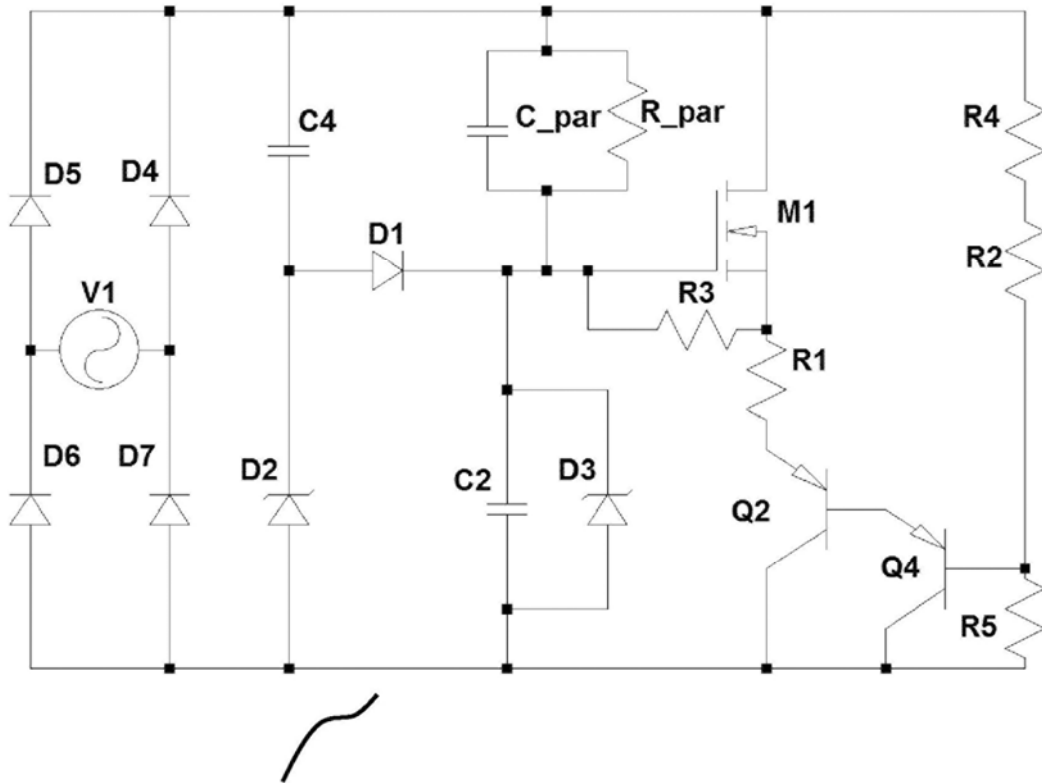 C4
C_par R_par
R4
D5 D4
M1
D1
R2
V1
R3
R1
D6 D7 D2
C2 D3
Q2
Q4
R5